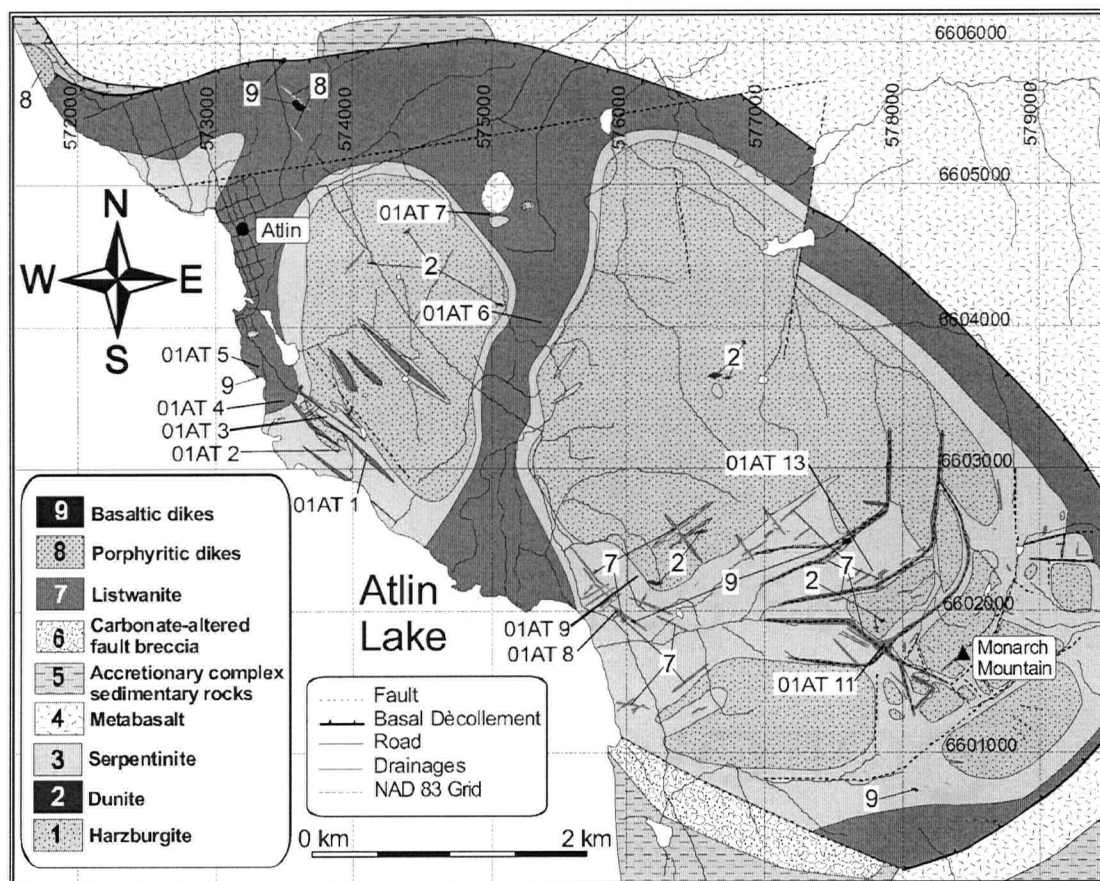 6606000
8
9
8
572000
573000
574000
575000
576000
577000
578000
579000
6605000
N
W E
S
Atlin
01AT 7
2
01AT 6
6604000
01AT 5
9
2
01AT 4
01AT 3
01AT 2
01AT 13
6603000
01AT 1
9 Basaltic dikes
8 Porphyritic dikes
7 Listwanite
6 Carbonate-altered
fault breccia
5 Accretionary complex
sedimentary rocks
4 Metabasalt
3 Serpentinite
2 Dunite
1 Harzburgite
Atlin
Lake
7
2
9
2
7
6602000
01AT 9
01AT 8
7
01AT 11
Monarch
Mountain
Fault
Basal Dècollement
Road
Drainages
NAD 83 Grid
6601000
9
0 km 2 km